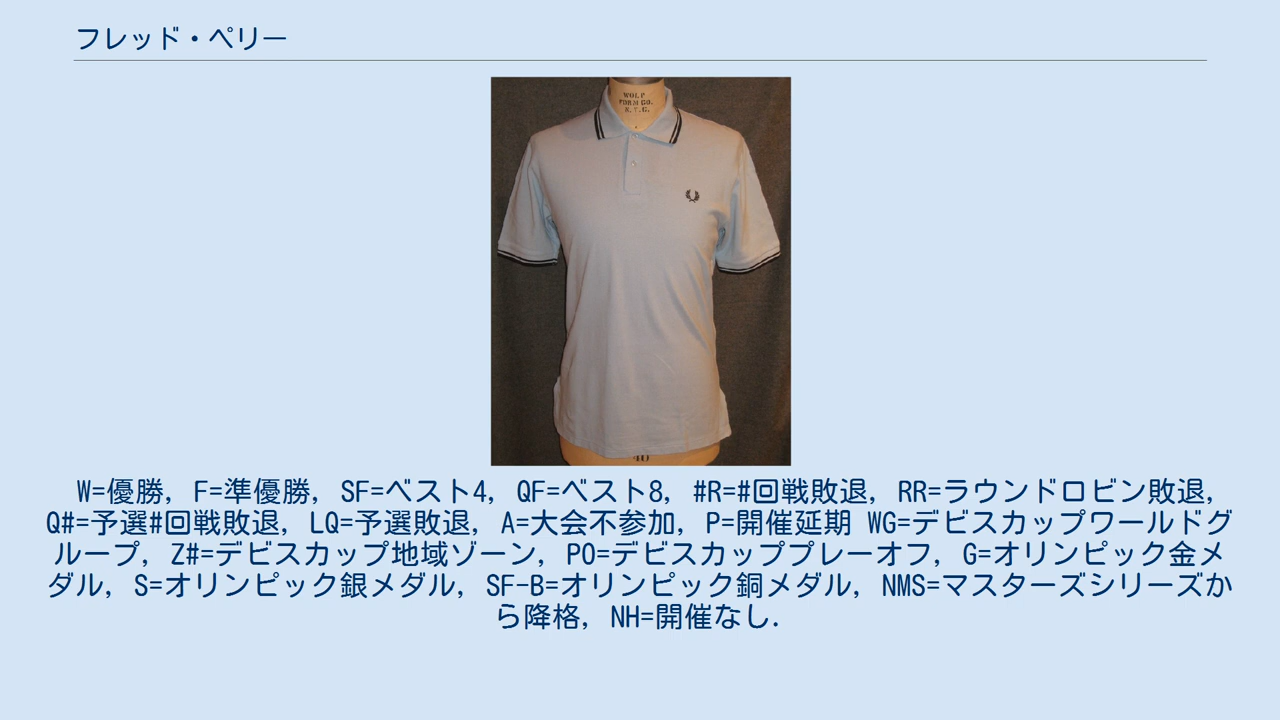 フレッド・ペリー
WOLF
FORM CO.
N.Y.C.
40
W=優勝, F=準優勝, SF=ベスト4, QF=ベスト8, #R=#回戦敗退, RR=ラウンドロビン敗退,
Q#=予選#回戦敗退, LQ=予選敗退, A=大会不参加, P=開催延期 WG=デビスカップワールドグ
ループ, Z#=デビスカップ地域ゾーン, PO=デビスカッププレーオフ, G=オリンピック金メ
ダル, S=オリンピック銀メダル, SF-B=オリンピック銅メダル, NMS=マスターズシリーズか
ら降格, NH=開催なし.